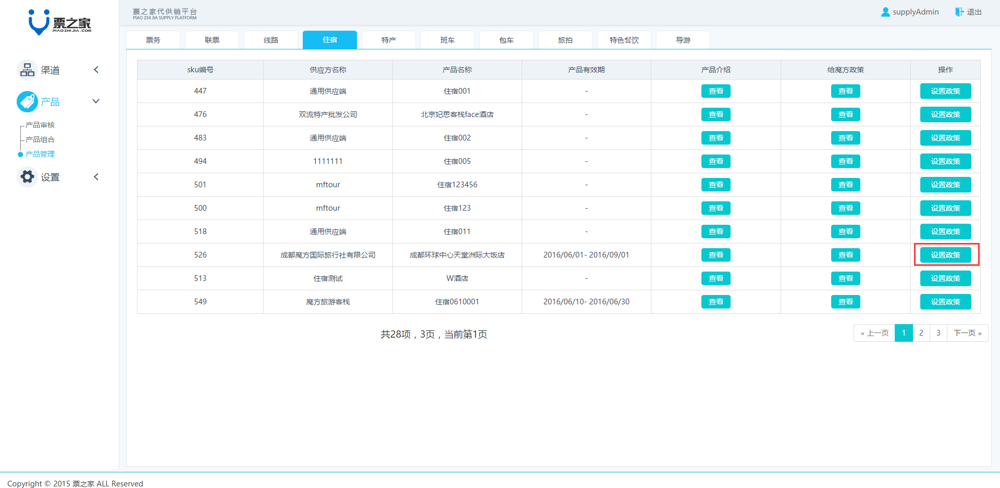 票之家
PIAOZHIJIA.COM
票之家代供销平台
PIAO ZHI JIA SUPPLY PLATFORM
supplyAdmin 退出
票务 联票 线路 住宿 特产 班车 包车 旅拍 特色餐饮 导游
渠道
产品
产品审核
产品组合
产品管理
设置
sku编号 供应方名称 产品名称 产品有效期 产品介绍 给魔方政策 操作
447 通用供应端 住宿001 - 查看 查看 设置政策
476 双流特产批发公司 北京妃思客栈face酒店 - 查看 查看 设置政策
483 通用供应端 住宿002 - 查看 查看 设置政策
494 1111111 住宿005 - 查看 查看 设置政策
501 mftour 住宿123456 - 查看 查看 设置政策
500 mftour 住宿123 - 查看 查看 设置政策
518 通用供应端 住宿011 - 查看 查看 设置政策
526 成都魔方国际旅行社有限公司 成都环球中心天堂洲际大饭店 2016/06/01- 2016/09/01 查看 查看 设置政策
513 住宿测试 W酒店 - 查看 查看 设置政策
549 魔方旅游客栈 住宿0610001 2016/06/10- 2016/06/30 查看 查看 设置政策
共28项，3页，当前第1页
« 上一页 1 2 3 下一页 »
Copyright © 2015 票之家 ALL Reserved